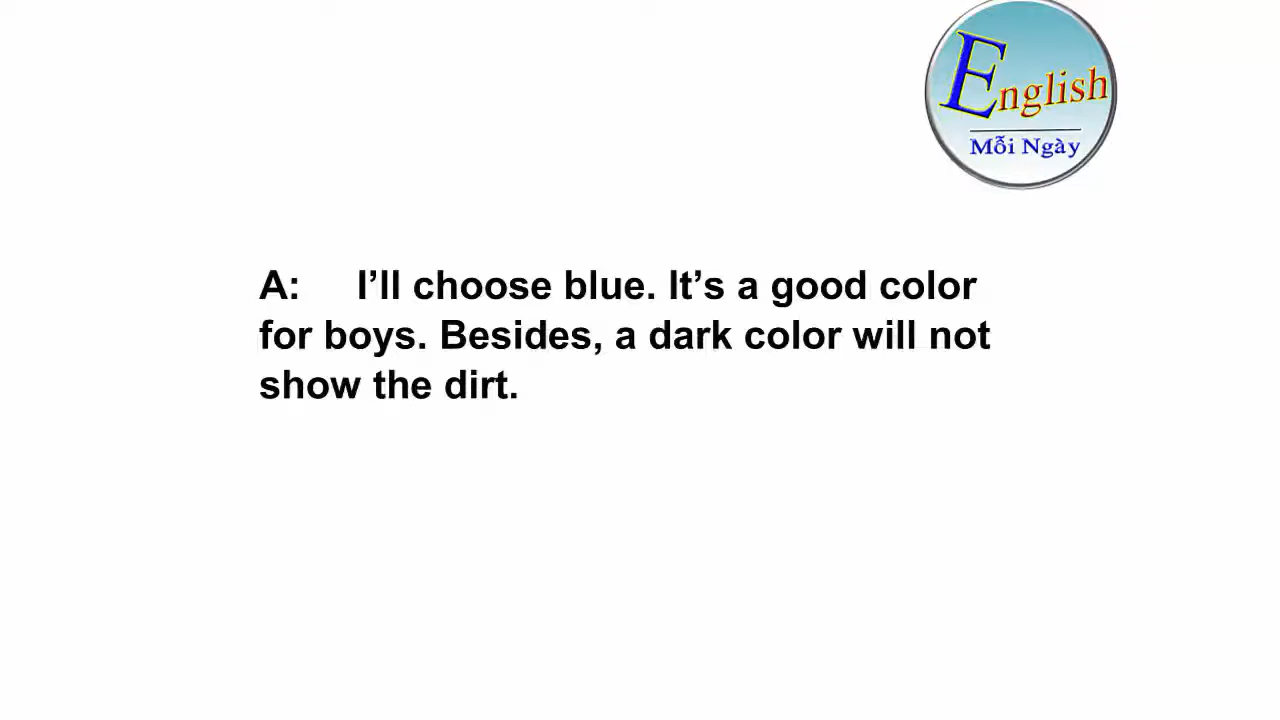 English
Mỗi Ngày
A: I’ll choose blue. It’s a good color
for boys. Besides, a dark color will not
show the dirt.